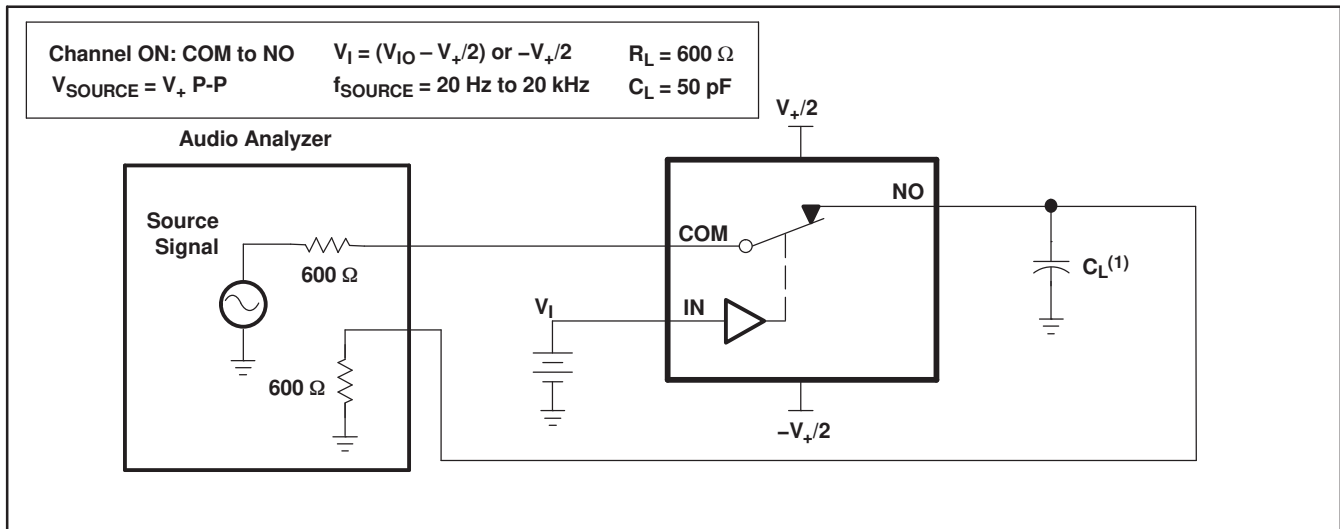 Channel ON: COM to NO V_I = (V_IO – V_+/2) or –V_+/2 R_L = 600 Ω
V_SOURCE = V_+ P-P f_SOURCE = 20 Hz to 20 kHz C_L = 50 pF
V_+/2
Audio Analyzer
NO
Source
Signal
COM
600 Ω
C_L(1)
V_I
IN
600 Ω
–V_+/2